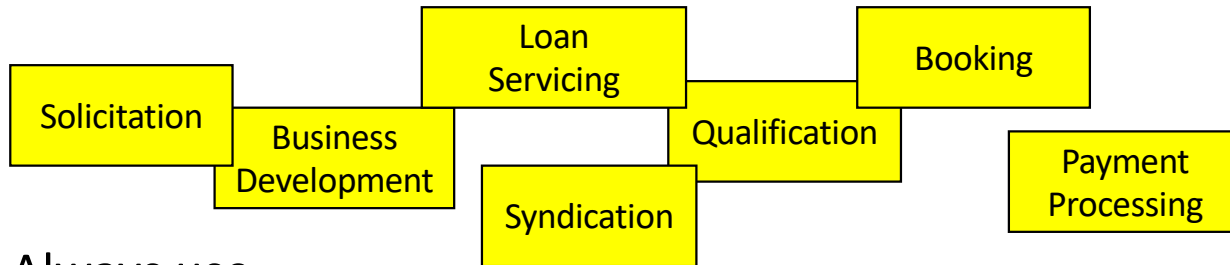 Solicitation
Business
Development
Loan
Servicing
Syndication
Qualification
Booking
Payment
Processing